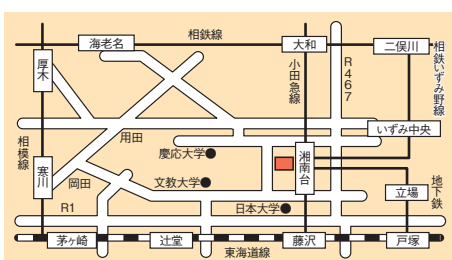 相鉄線
海老名
大和
二俣川
厚木
小田急線
R467
相鉄いずみ野線
いずみ中央
用田
慶応大学
相模線
寒川
岡田
文教大学
湘南台
立場
地下鉄
R1
日本大学
茅ヶ崎
辻堂
東海道線
藤沢
戸塚